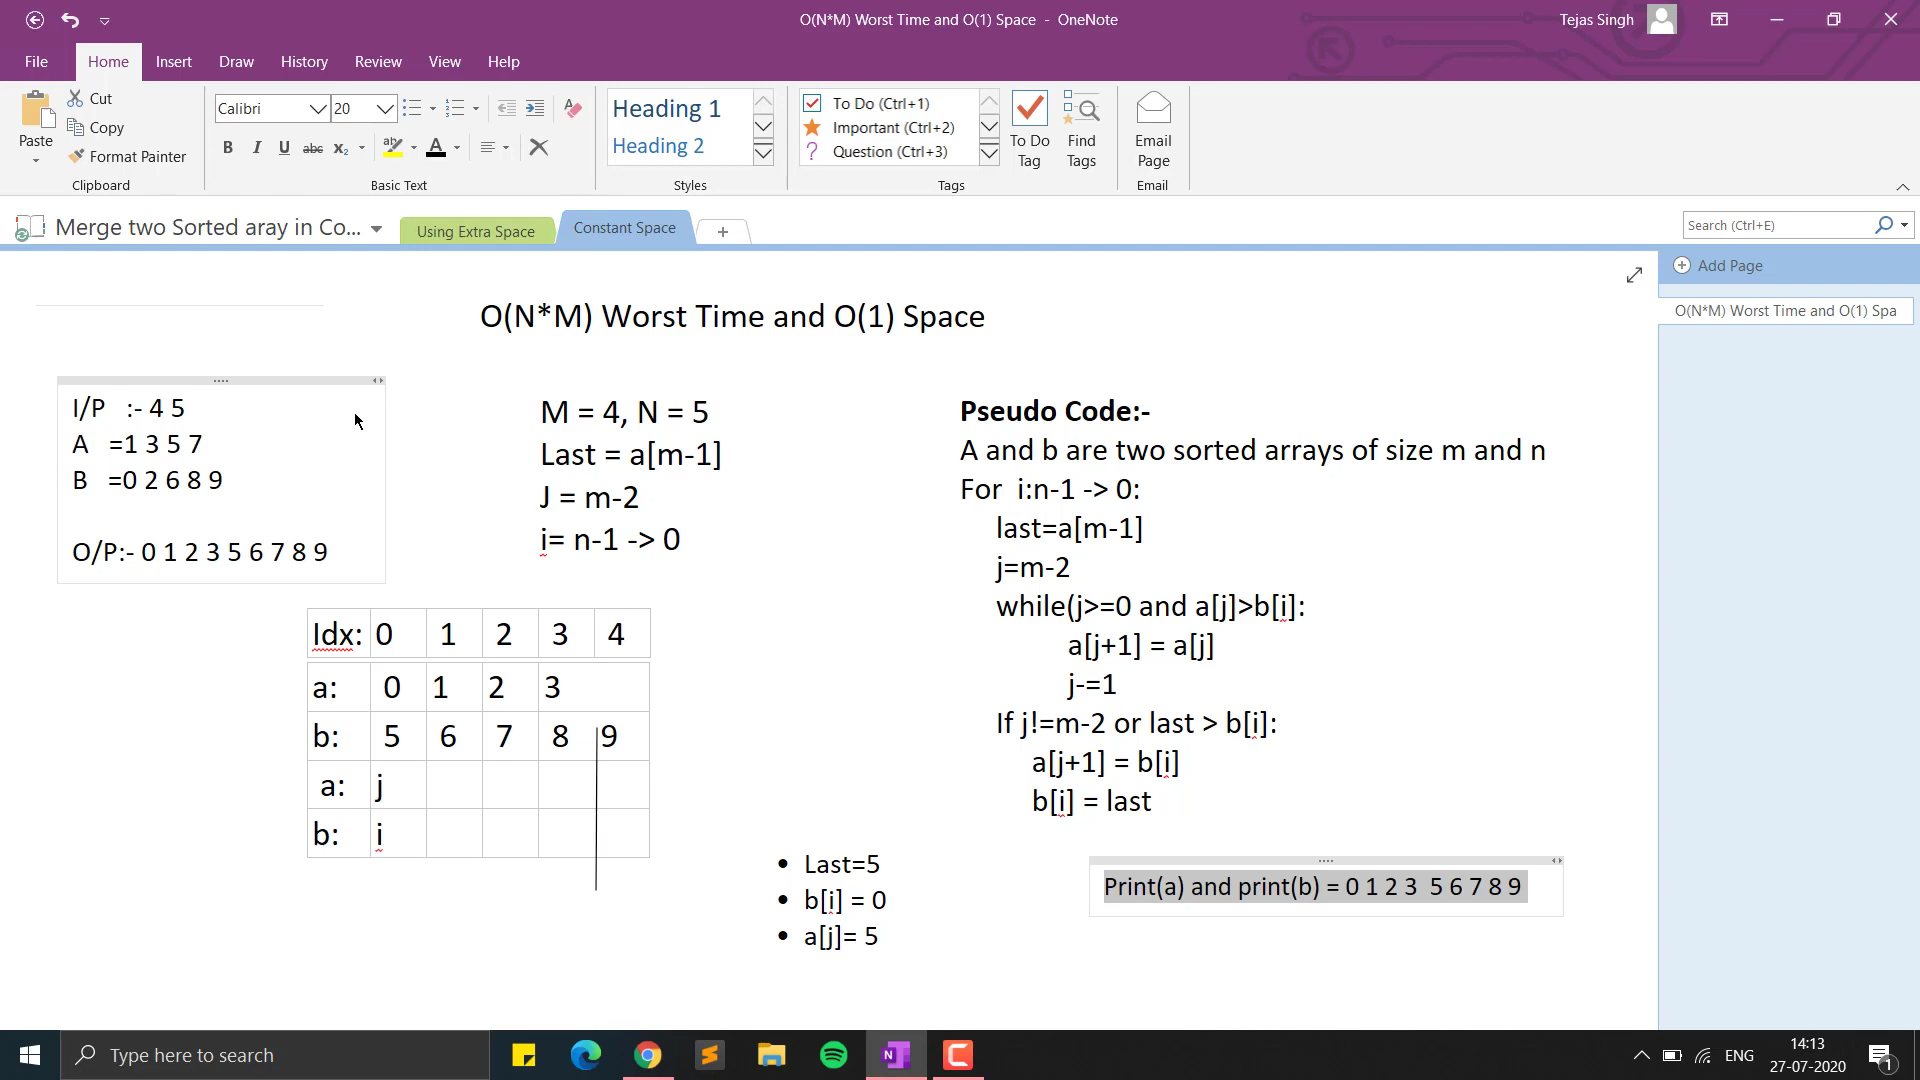 O(N*M) Worst Time and O(1) Space - OneNote
Tejas Singh
File Home Insert Draw History Review View Help
Paste
Cut
Copy
Format Painter
Clipboard
Calibri 20
B I U abc x₂ ab A
Basic Text
Heading 1
Heading 2
Styles
To Do (Ctrl+1)
Important (Ctrl+2)
Question (Ctrl+3)
To Do
Tag
Find
Tags
Tags
Email
Page
Email
Merge two Sorted aray in Co...
Using Extra Space
Constant Space
Search (Ctrl+E)
Add Page
O(N*M) Worst Time and O(1) Spa
O(N*M) Worst Time and O(1) Space
I/P :- 4 5
A =1 3 5 7
B =0 2 6 8 9
O/P:- 0 1 2 3 5 6 7 8 9
M = 4, N = 5
Last = a[m-1]
J = m-2
i= n-1 -> 0
Idx: 0 1 2 3 4
a: 0 1 2 3
b: 5 6 7 8 9
a: j
b: i
Last=5
b[i] = 0
a[j]= 5
Pseudo Code:-
A and b are two sorted arrays of size m and n
For i:n-1 -> 0:
last=a[m-1]
j=m-2
while(j>=0 and a[j]>b[i]:
a[j+1] = a[j]
j-=1
If j!=m-2 or last > b[i]:
a[j+1] = b[i]
b[i] = last
Print(a) and print(b) = 0 1 2 3 5 6 7 8 9
Type here to search
N
ENG
14:13
27-07-2020
1